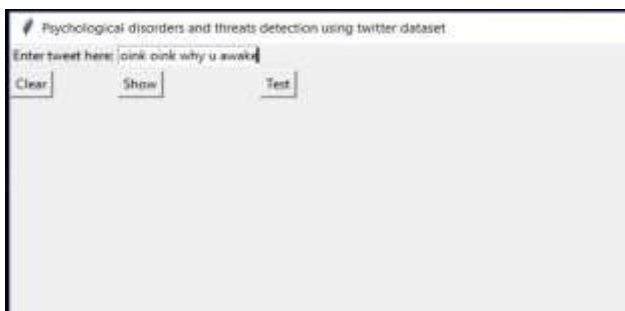 Psychological disorders and threats detection using twitter dataset
Enter tweet here: oink oink why u awake
Clear Show Test